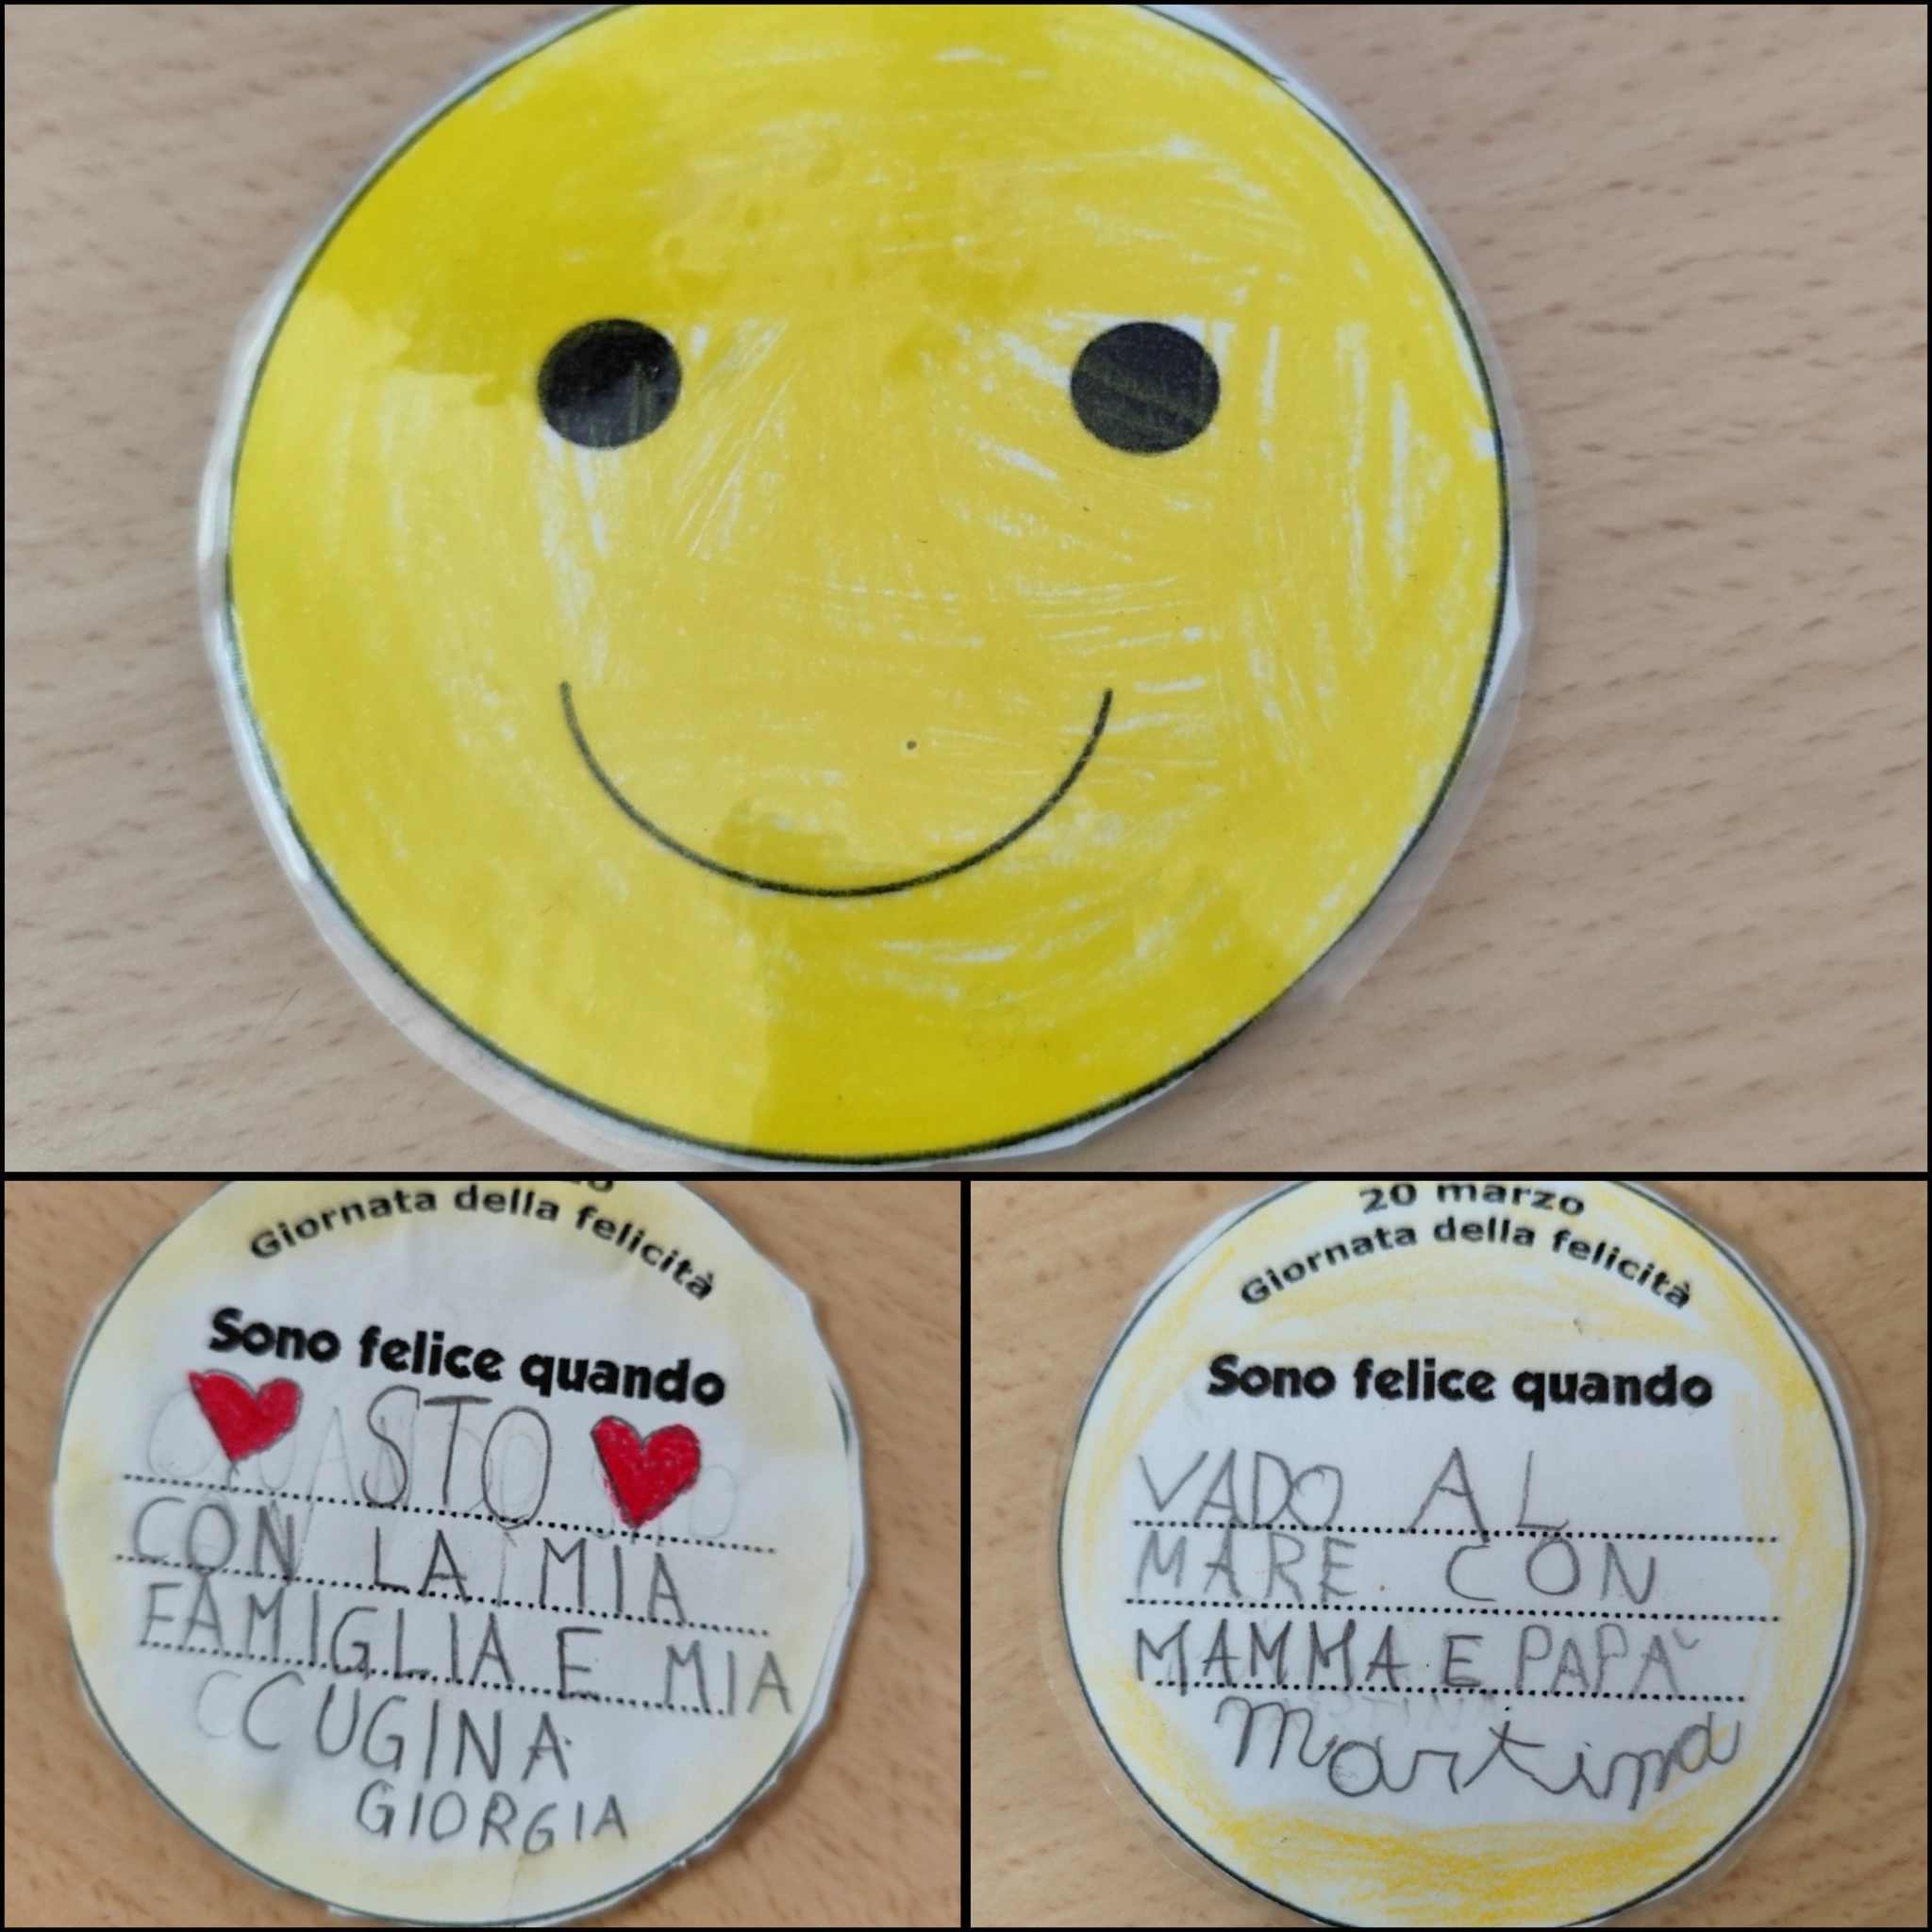 Giornata della felicità
Sono felice quando
STO
CON LA MIA
FAMIGLIA E MIA
CUGINA
GIORGIA
20 marzo
Giornata della felicità
Sono felice quando
VADO AL
MARE CON
MAMMA E PAPÀ
Martina